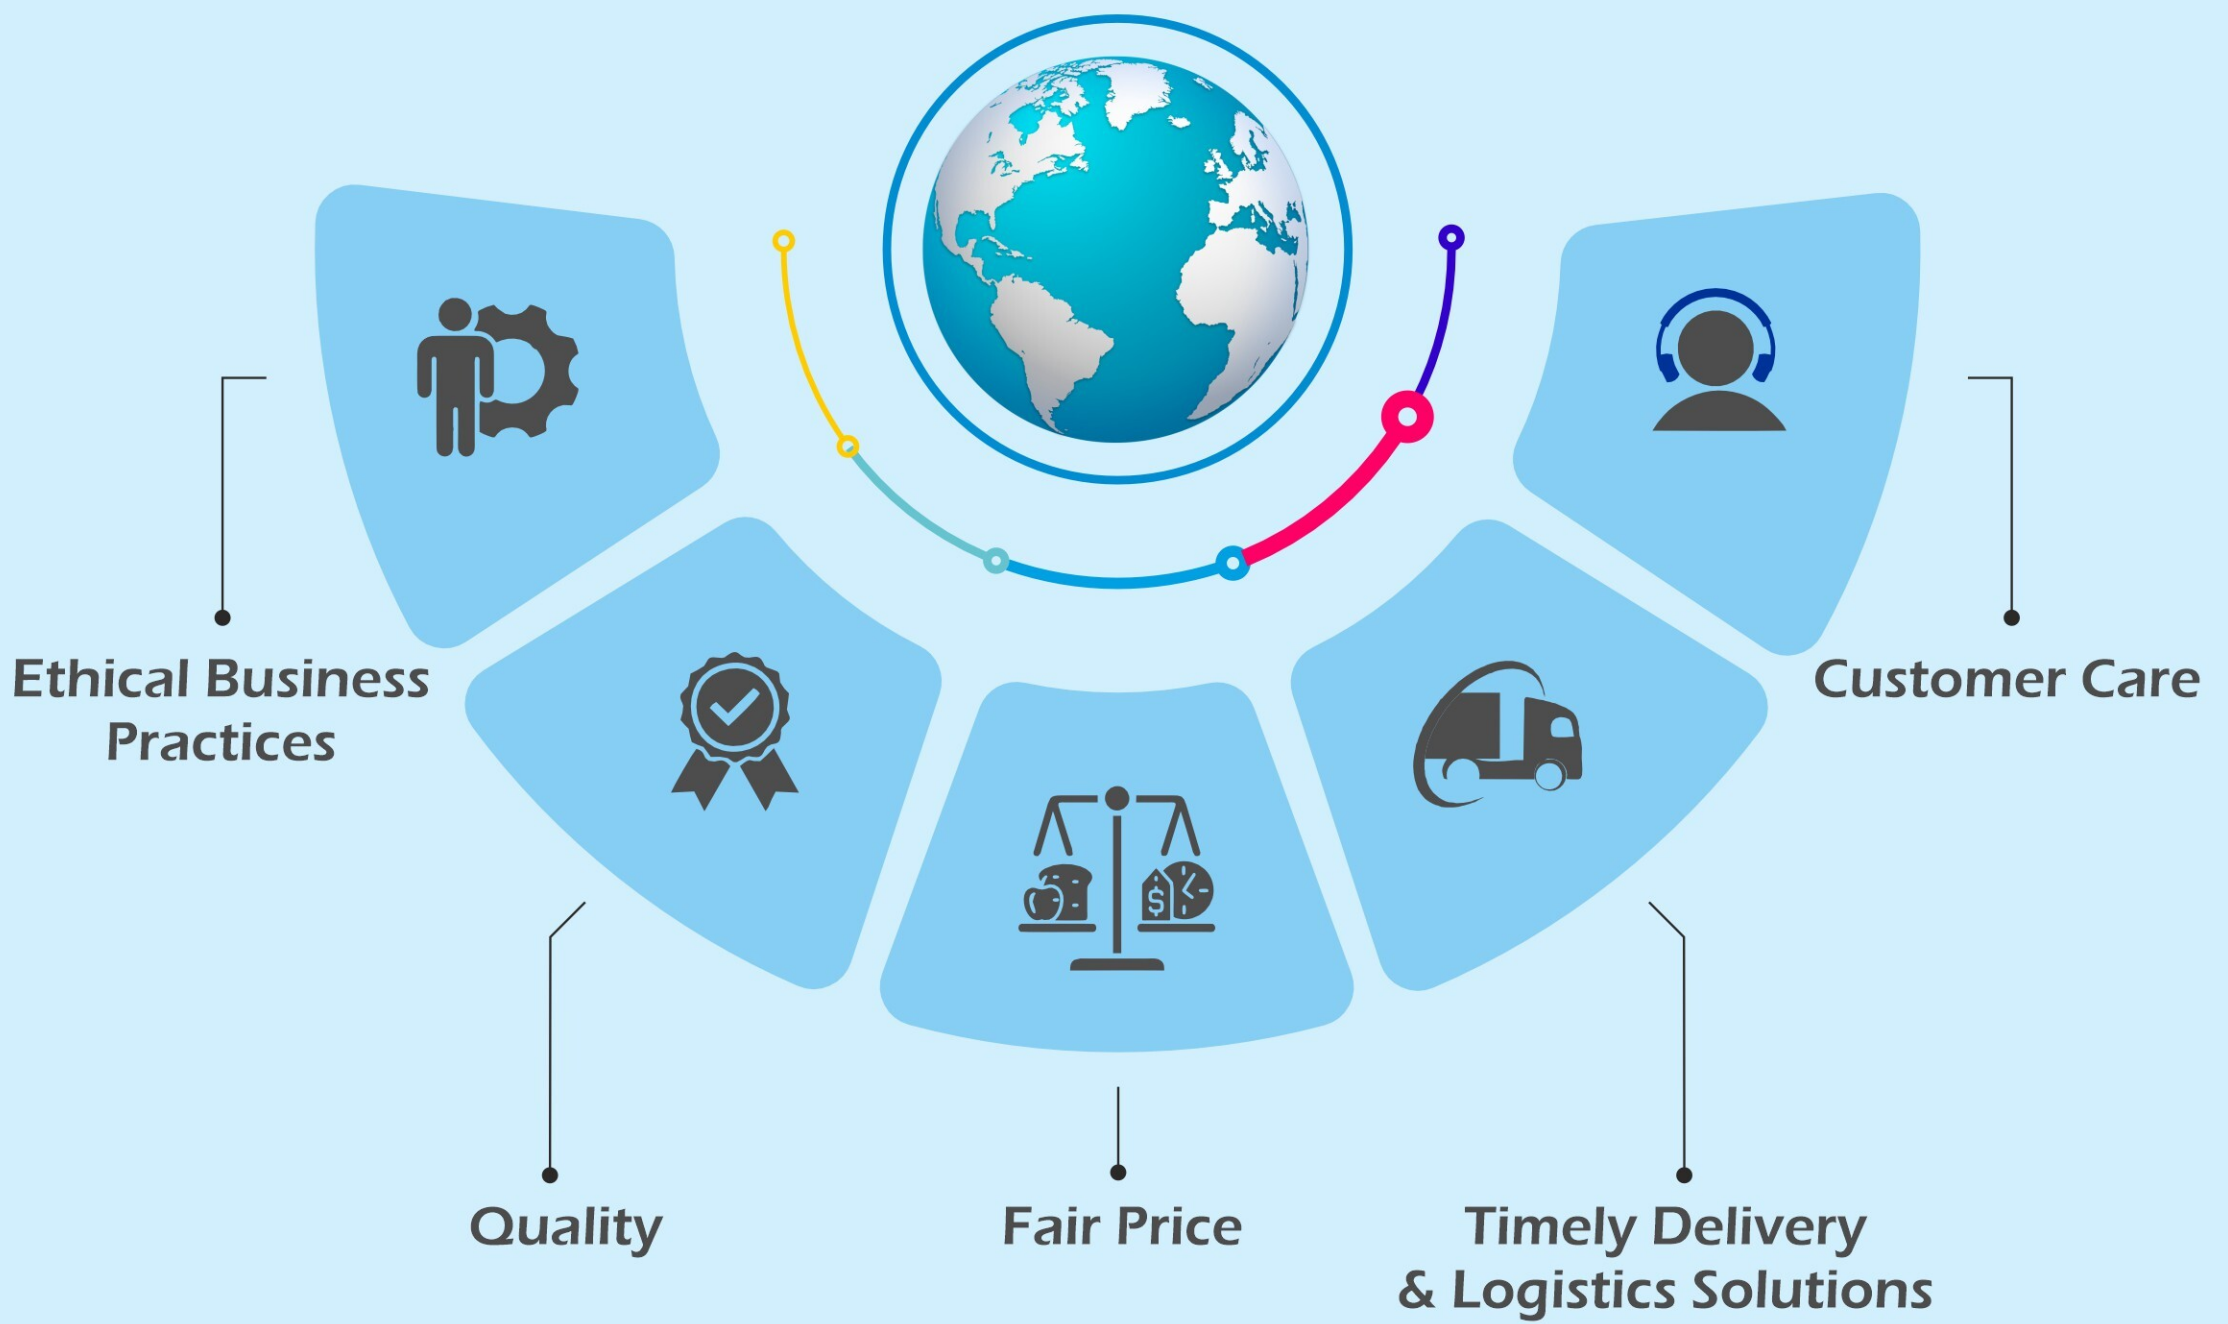 Ethical Business
Practices
Customer Care
$
Quality
Fair Price
Timely Delivery
& Logistics Solutions